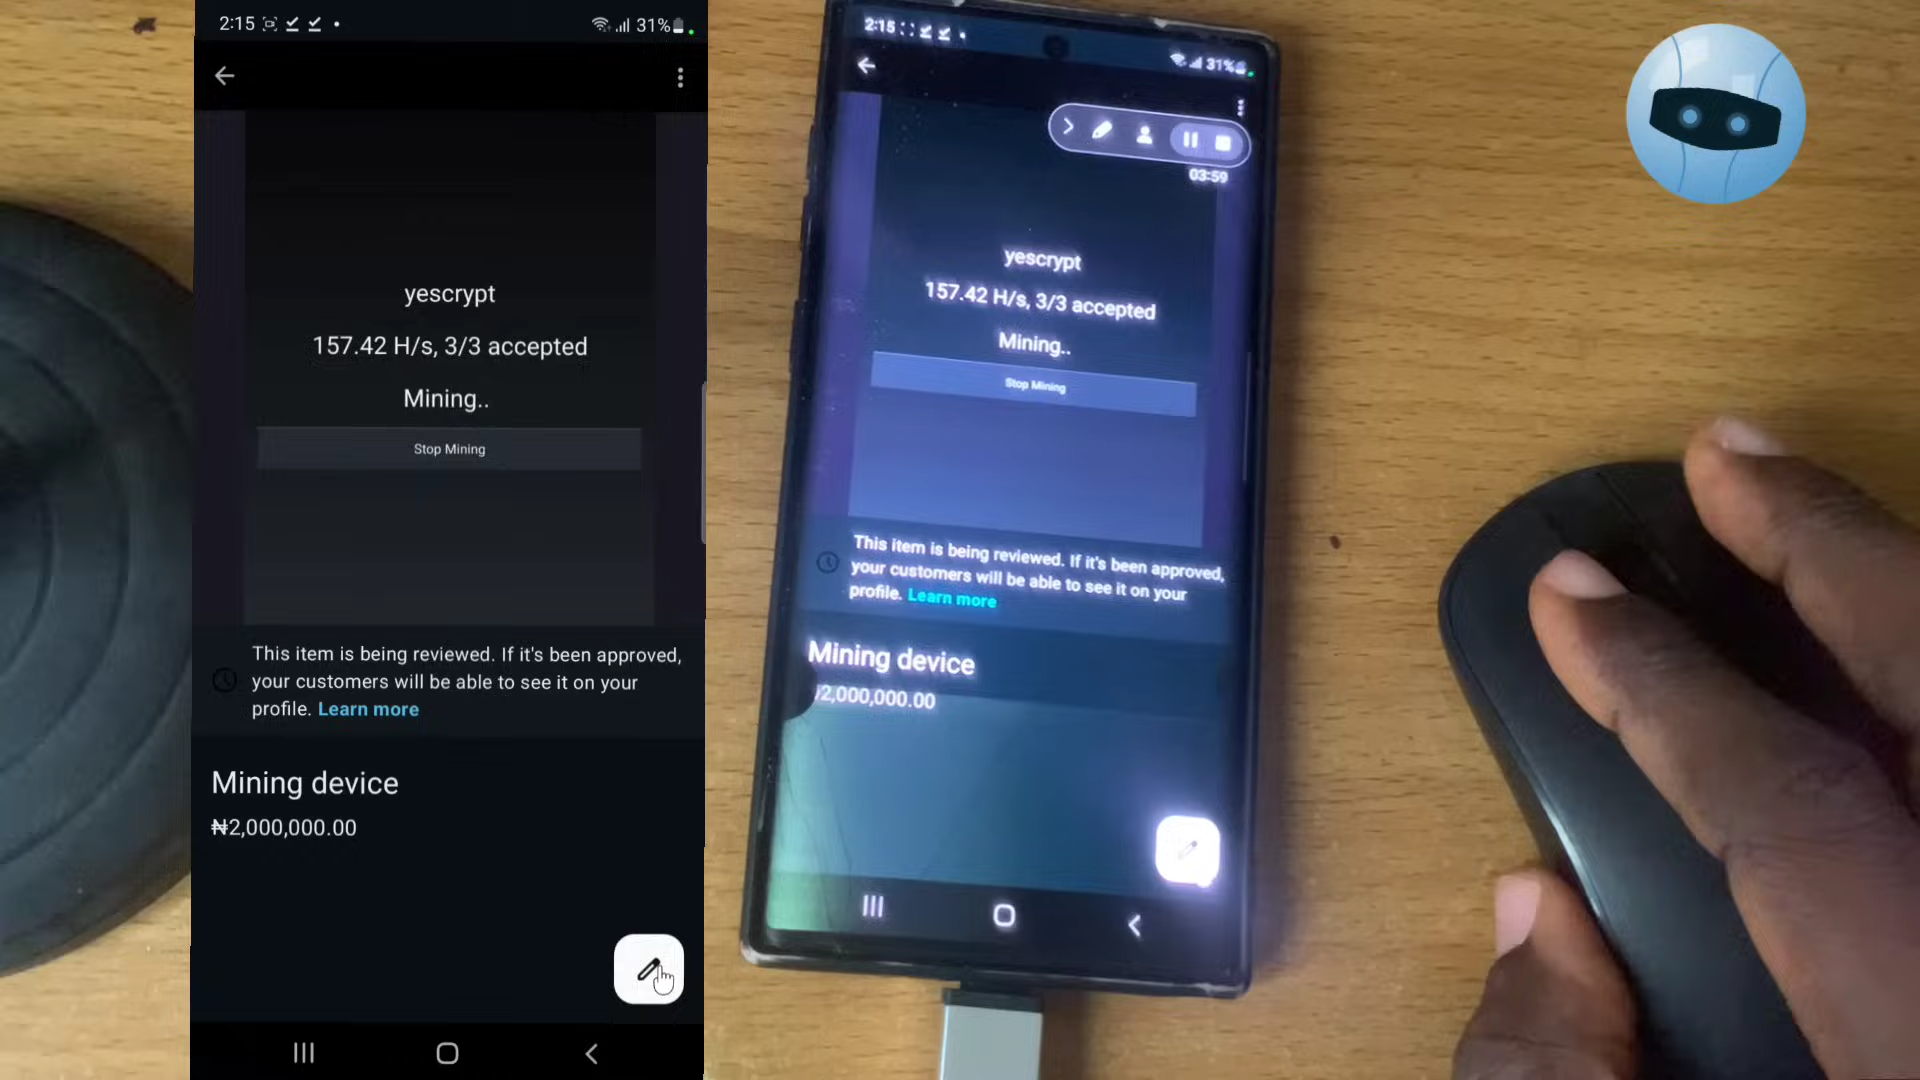 2:15
31%
yescrypt
157.42 H/s, 3/3 accepted
Mining..
Stop Mining
This item is being reviewed. If it's been approved,
your customers will be able to see it on your
profile. Learn more
Mining device
₦2,000,000.00
2:15
31%
03:59
yescrypt
157.42 H/s, 3/3 accepted
Mining..
Stop Mining
This item is being reviewed. If it's been approved,
your customers will be able to see it on your
profile. Learn more
Mining device
₦2,000,000.00